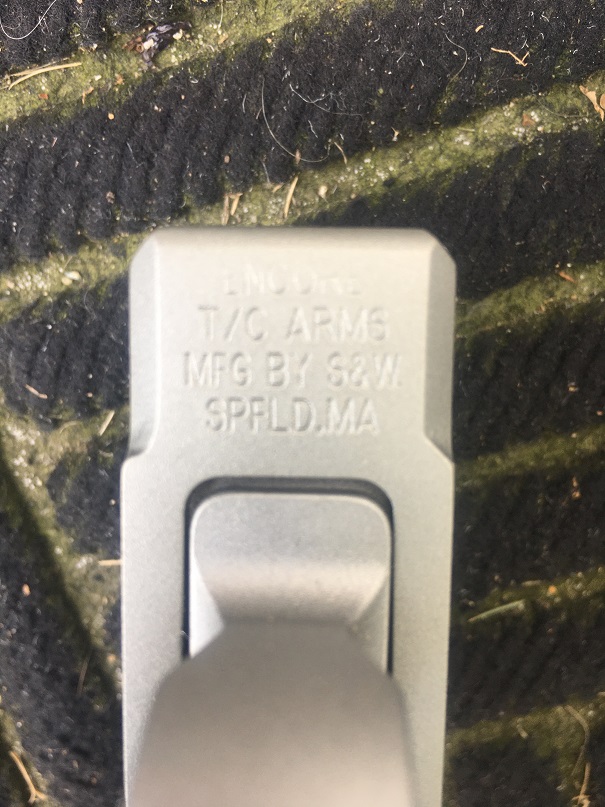 ENCORE
T/C ARMS
MFG BY S&W.
SPFLD.MA